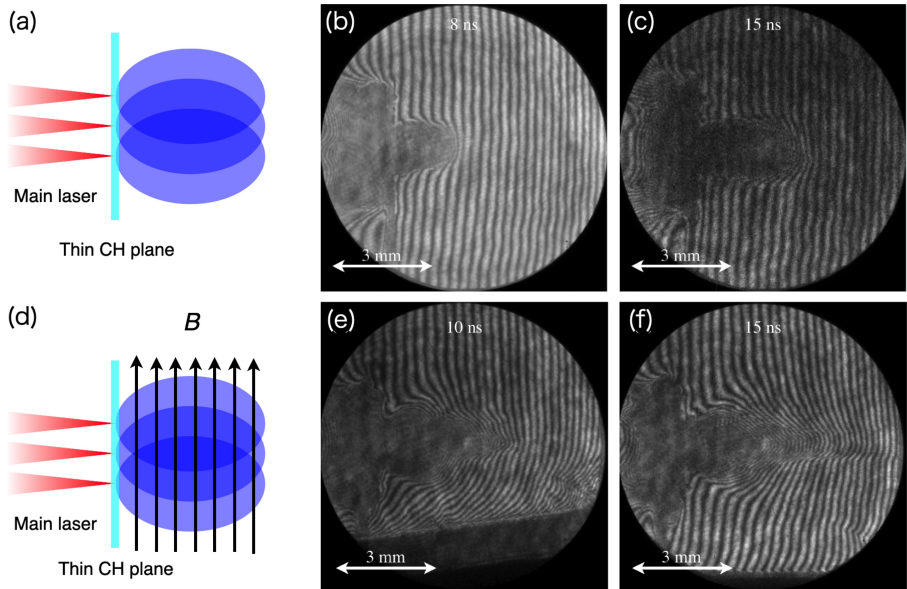 (a)
Main laser
Thin CH plane
(b)
8 ns
3 mm
(c)
15 ns
3 mm
(d)
B
Main laser
Thin CH plane
(e)
10 ns
3 mm
(f)
15 ns
3 mm